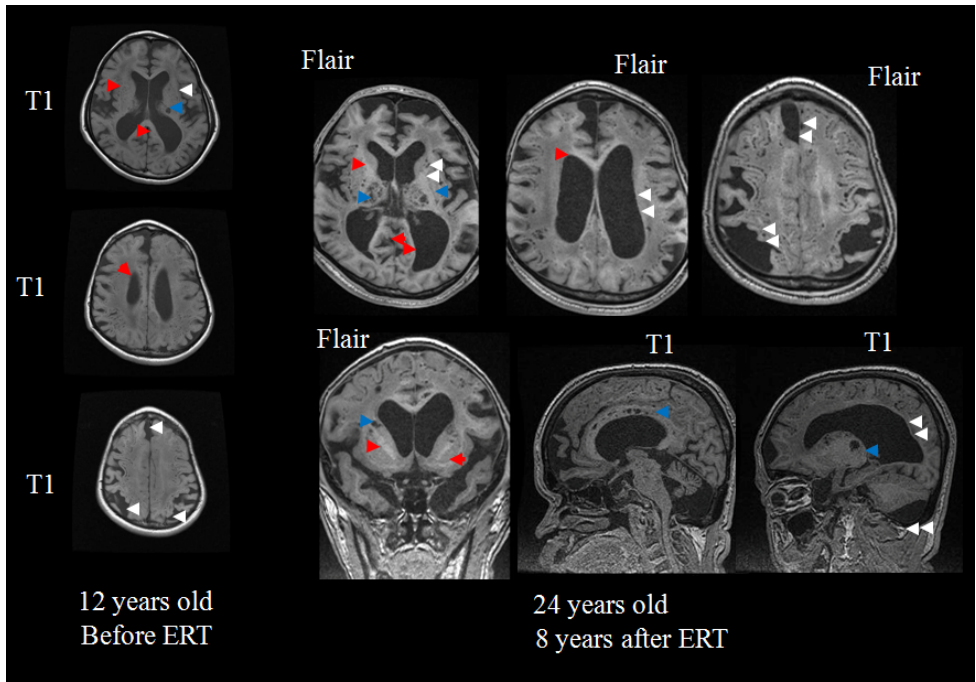 T1
T1
T1
12 years old
Before ERT
Flair
Flair
Flair
Flair
T1
T1
24 years old
8 years after ERT